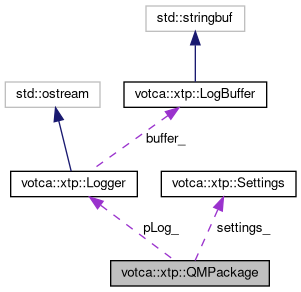 std::stringbuf
std::ostream
votca::xtp::LogBuffer
buffer_
votca::xtp::Logger
votca::xtp::Settings
pLog_
settings_
votca::xtp::QMPackage